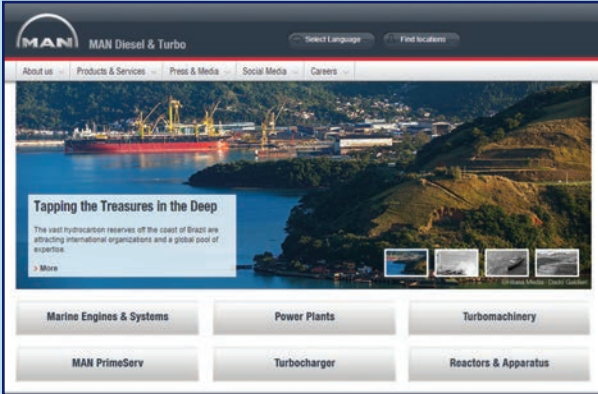 MAN
MAN Diesel & Turbo
Select Language
Find locations
About us
Products & Services
Press & Media
Social Media
Careers
Tapping the Treasures in the Deep
The vast hydrocarbon reserves off the coast of Brazil are
attracting international organizations and a global pool of
expertise.
> More
Marine Engines & Systems
Power Plants
Turbomachinery
MAN PrimeServ
Turbocharger
Reactors & Apparatus